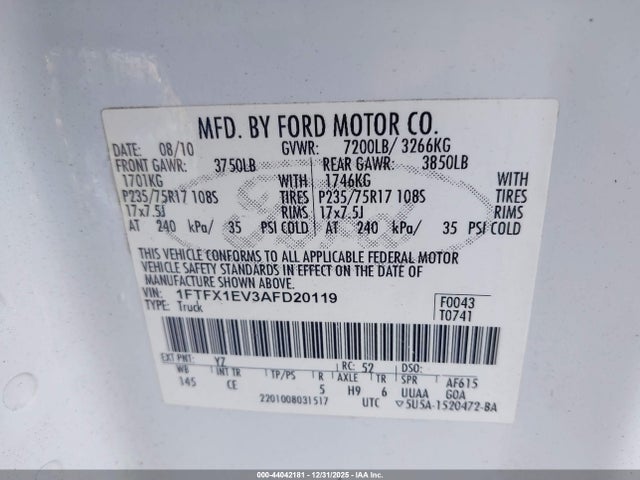 MFD. BY FORD MOTOR CO.
DATE: 08/10 GVWR: 7200LB/ 3266KG
FRONT GAWR: 3750LB REAR GAWR: 3850LB
1701KG WITH 1746KG WITH
P235/75R17 108S TIRES P235/75R17 108S TIRES
17x7.5J RIMS 17x7.5J RIMS
AT 240 kPa/ 35 PSI COLD AT 240 kPa/ 35 PSI COLD
THIS VEHICLE CONFORMS TO ALL APPLICABLE FEDERAL MOTOR
VEHICLE SAFETY STANDARDS IN EFFECT ON THE DATE OF
MANUFACTURE SHOWN ABOVE.
VIN: 1FTFX1EV3AFD20119 F0043
TYPE: Truck T0741
EXT PNT: YZ RC: 52 DSO:
WB INT TR TP/PS R AXLE TR SPR AF615
145 CE 5 H9 6 UUAA GOA
2201008031517 UTC ▽5U5A-1520472-BA
000-44042181 - 12/31/2025 - IAA Inc.